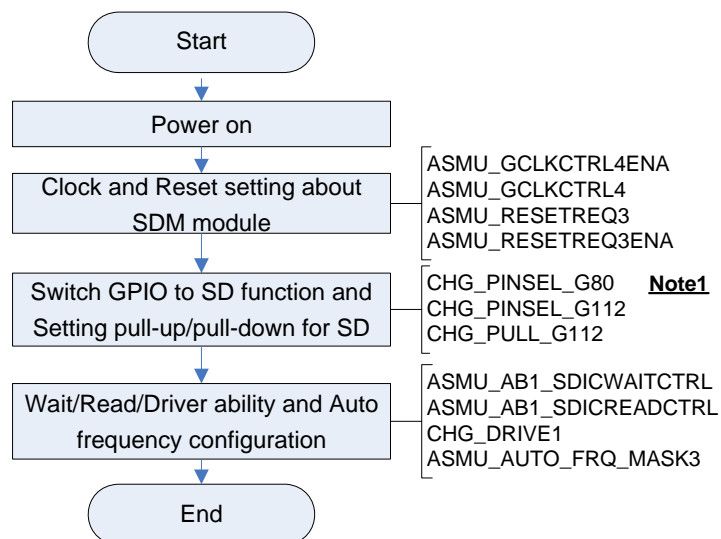 Start
Power on
Clock and Reset setting about
SDM module
ASMU_GCLKCTRL4ENA
ASMU_GCLKCTRL4
ASMU_RESETREQ3
ASMU_RESETREQ3ENA
Switch GPIO to SD function and
Setting pull-up/pull-down for SD
CHG_PINSEL_G80 Note1
CHG_PINSEL_G112
CHG_PULL_G112
Wait/Read/Driver ability and Auto
frequency configuration
ASMU_AB1_SDICWAITCTRL
ASMU_AB1_SDICREADCTRL
CHG_DRIVE1
ASMU_AUTO_FRQ_MASK3
End